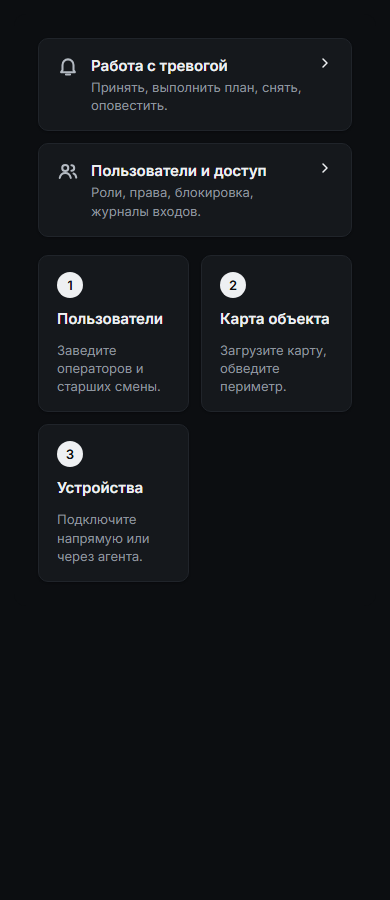 Работа с тревогой
Принять, выполнить план, снять,
оповестить.
Пользователи и доступ
Роли, права, блокировка,
журналы входов.
1
Пользователи
Заведите
операторов и
старших смены.
2
Карта объекта
Загрузите карту,
обведите
периметр.
3
Устройства
Подключите
напрямую или
через агента.